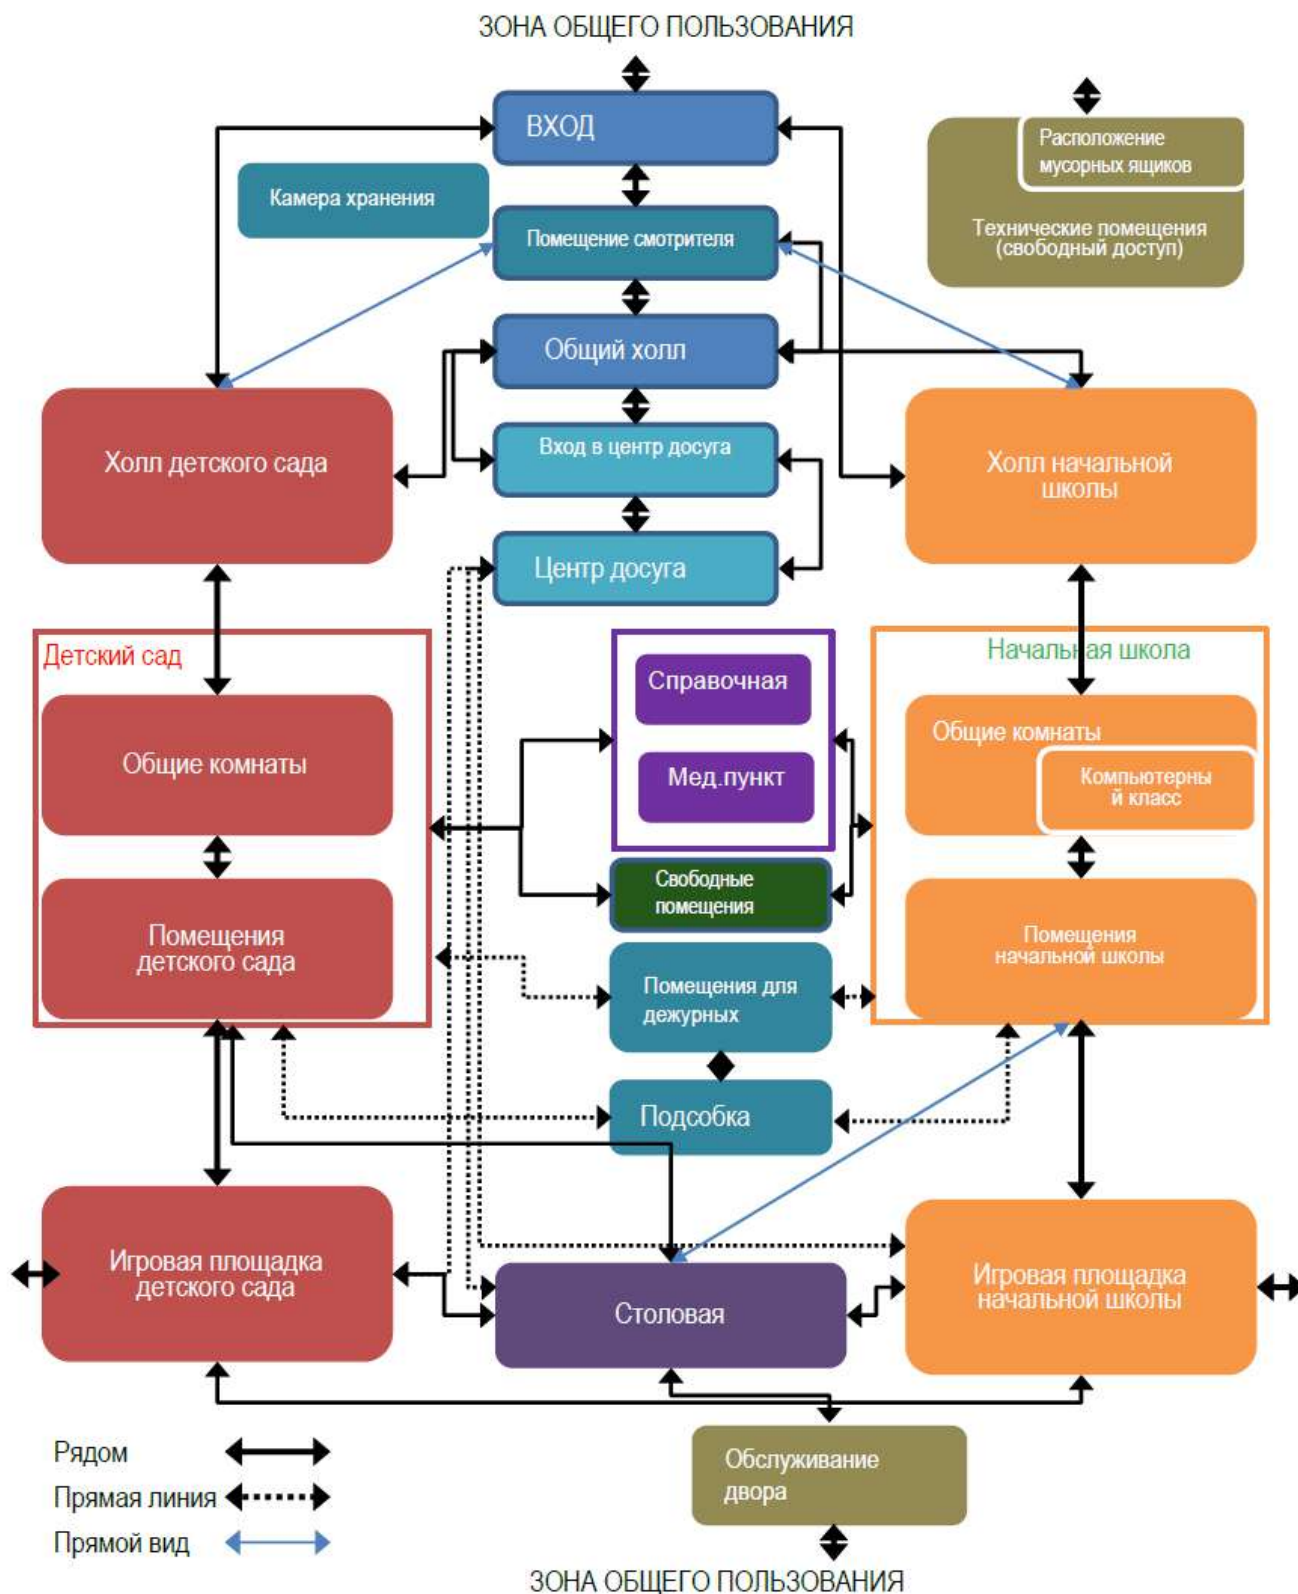 ЗОНА ОБЩЕГО ПОЛЬЗОВАНИЯ
ВХОД
Расположение
мусорных ящиков
Камера хранения
Помещение смотрителя
Технические помещения
(свободный доступ)
Общий холл
Холл детского сада
Вход в центр досуга
Холл начальной
школы
Центр досуга
Детский сад
Начальная школа
Справочная
Общие комнаты
Общие комнаты
Мед.пункт
Компьютерны
й класс
Свободные
помещения
Помещения
детского сада
Помещения
начальной школы
Помещения для
дежурных
Подсобка
Игровая площадка
детского сада
Столовая
Игровая площадка
начальной школы
Рядом
Прямая линия
Прямой вид
Обслуживание
двора
ЗОНА ОБЩЕГО ПОЛЬЗОВАНИЯ